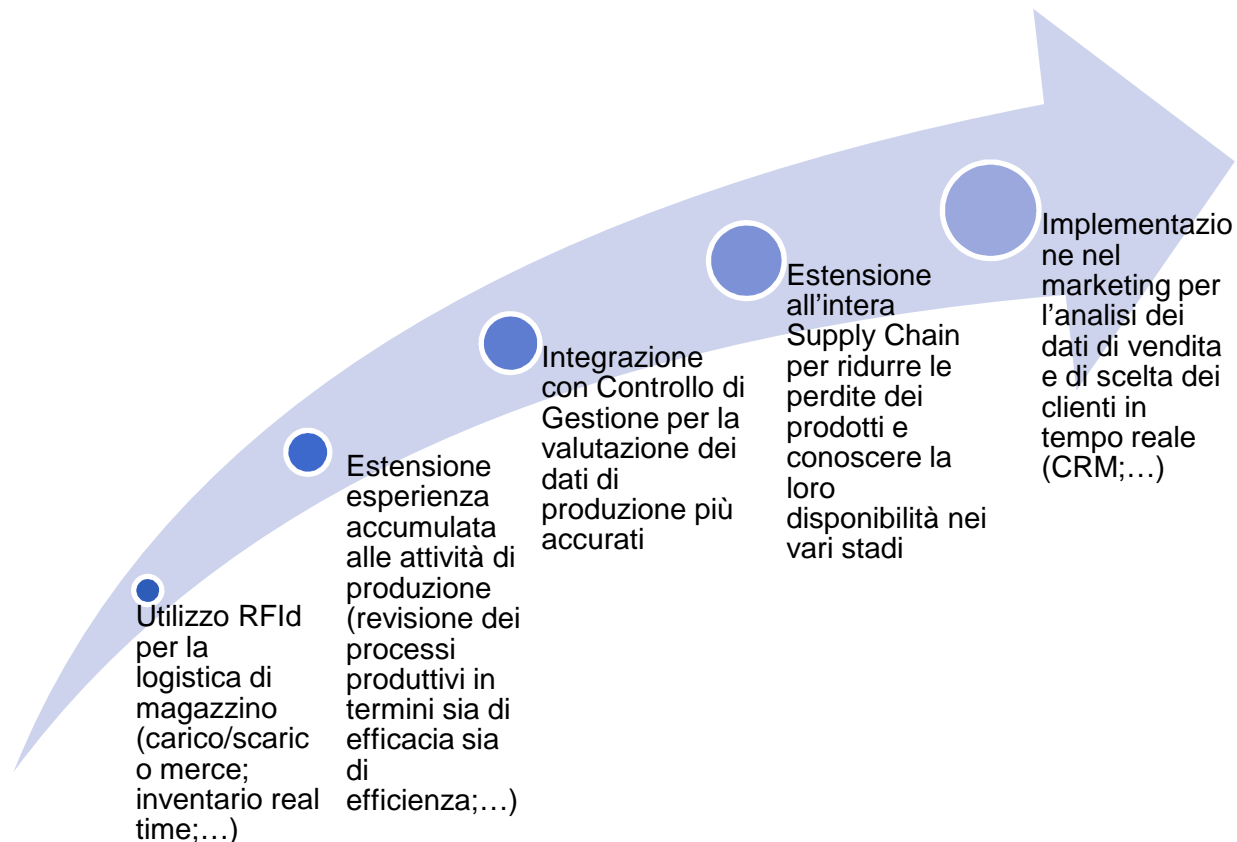 Utilizzo RFId
per la
logistica di
magazzino
(carico/scaric
o merce;
inventario real
time;…)
Estensione
esperienza
accumulata
alle attività di
produzione
(revisione dei
processi
produttivi in
termini sia di
efficacia sia
di
efficienza;…)
Integrazione
con Controllo di
Gestione per la
valutazione dei
dati di
produzione più
accurati
Estensione
all’intera
Supply Chain
per ridurre le
perdite dei
prodotti e
conoscere la
loro
disponibilità nei
vari stadi
Implementazio
ne nel
marketing per
l’analisi dei
dati di vendita
e di scelta dei
clienti in
tempo reale
(CRM;…)